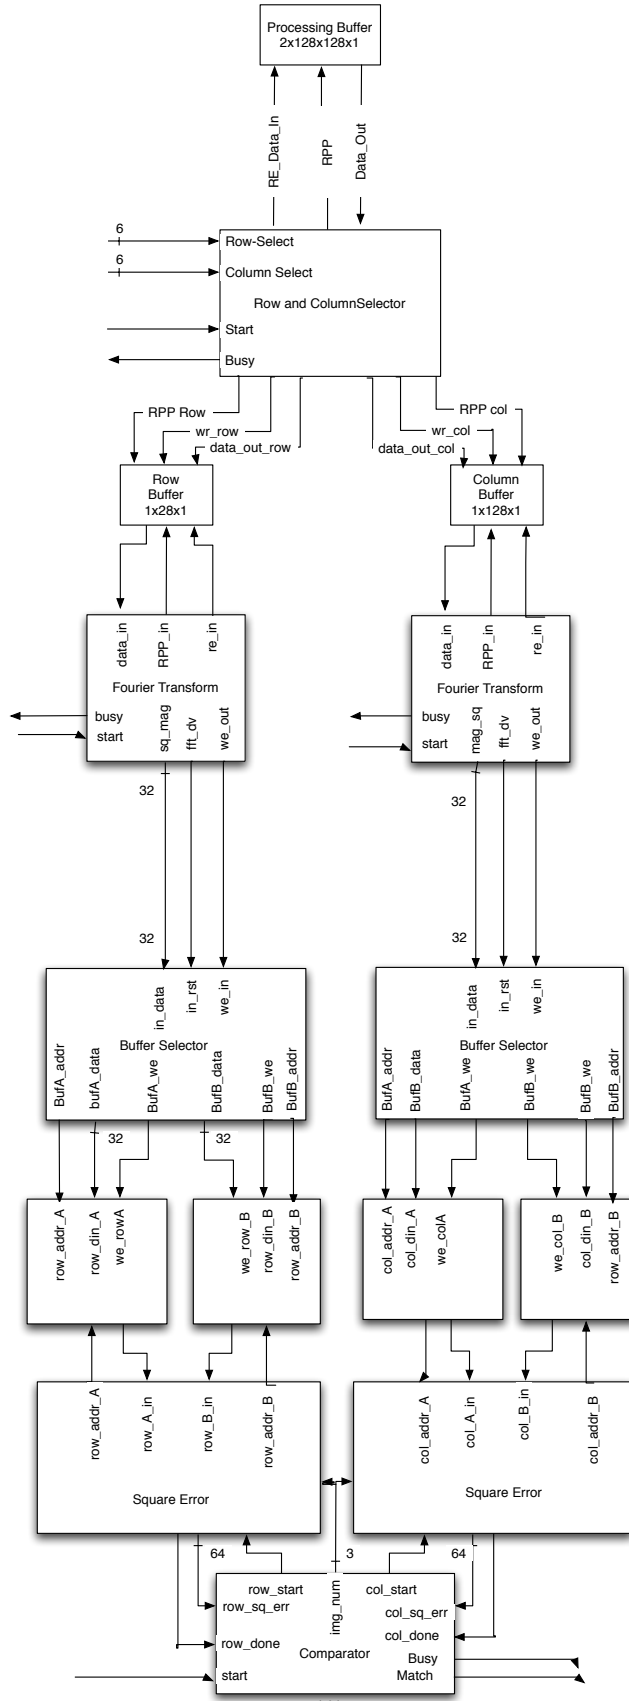 Processing Buffer
2x128x128x1
RE_Data_In
RPP
Data_Out
6
Row-Select
6
Column Select
Row and ColumnSelector
Start
Busy
RPP Row
RPP col
wr_row
wr_col
data_out_row
data_out_col
Row
Buffer
1x28x1
Column
Buffer
1x128x1
data_in
RPP_in
re_in
Fourier Transform
busy
start
sq_mag
fft_dv
we_out
32
data_in
RPP_in
re_in
Fourier Transform
busy
start
mag_sq
fft_dv
we_out
32
32
32
in_data
in_rst
we_in
Buffer Selector
BufA_addr
bufA_data
BufA_we
BufB_data
BufB_we
BufB_addr
in_data
in_rst
we_in
Buffer Selector
BufA_addr
BufB_data
BufA_we
BufB_we
BufB_we
BufB_addr
32
32
row_addr_A
row_din_A
we_rowA
we_row_B
row_din_B
row_addr_B
col_addr_A
col_din_A
we_colA
we_col_B
col_din_B
row_addr_B
row_addr_A
row_A_in
row_B_in
row_addr_B
Square Error
col_addr_A
col_A_in
col_B_in
col_addr_B
Square Error
64
3
64
row_start
img_num
col_start
row_sq_err
col_sq_err
row_done
col_done
Comparator
Busy
start
Match